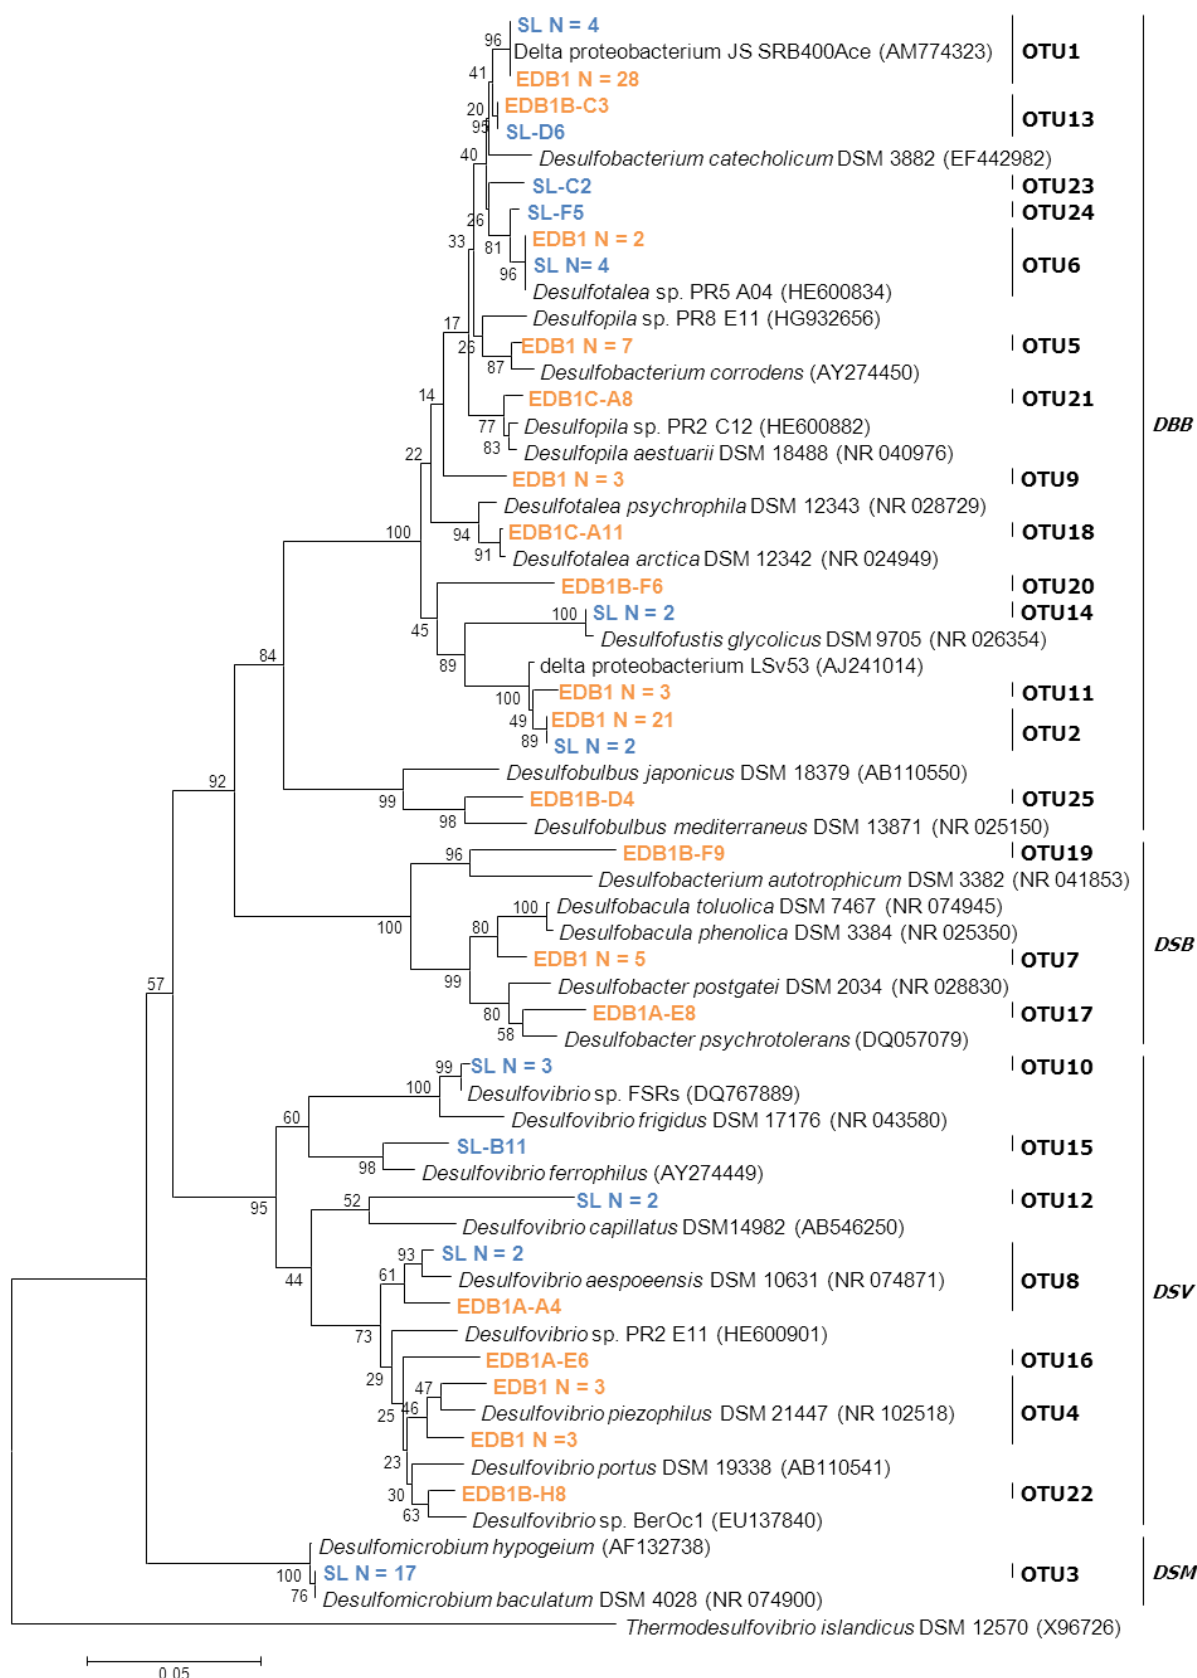 SL N = 4
96
Delta proteobacterium JS SRB400Ace (AM774323) OTU1
41
EDB1 N = 28
20 EDB1B-C3
95 OTU13
SL-D6
40 Desulfobacterium catecholicum DSM 3882 (EF442982)
SL-C2 OTU23
26 SL-F5 OTU24
33 81 EDB1 N = 2
96 SL N= 4 OTU6
Desulfotalea sp. PR5 A04 (HE600834)
17 Desulfopila sp. PR8 E11 (HG932656)
26 EDB1 N = 7 OTU5
87 Desulfobacterium corrodens (AY274450)
14 EDB1C-A8 OTU21
77 Desulfopila sp. PR2 C12 (HE600882) DBB
83 Desulfopila aestuarii DSM 18488 (NR 040976)
22 EDB1 N = 3 OTU9
Desulfotalea psychrophila DSM 12343 (NR 028729)
100 94 EDB1C-A11 OTU18
91 Desulfotalea arctica DSM 12342 (NR 024949)
EDB1B-F6 OTU20
100 SL N = 2 OTU14
45 Desulfofustis glycolicus DSM 9705 (NR 026354)
84 89 delta proteobacterium LSv53 (AJ241014)
100 EDB1 N = 3 OTU11
49 EDB1 N = 21
89 OTU2
SL N = 2
92 Desulfobulbus japonicus DSM 18379 (AB110550)
99 EDB1B-D4 OTU25
98 Desulfobulbus mediterraneus DSM 13871 (NR 025150)
96 EDB1B-F9 OTU19
Desulfobacterium autotrophicum DSM 3382 (NR 041853)
100 Desulfobacula toluolica DSM 7467 (NR 074945)
100 80 Desulfobacula phenolica DSM 3384 (NR 025350) DSB
EDB1 N = 5 OTU7
57 99 Desulfobacter postgatei DSM 2034 (NR 028830)
80 EDB1A-E8 OTU17
58 Desulfobacter psychrotolerans (DQ057079)
99 SL N = 3 OTU10
100 Desulfovibrio sp. FSRs (DQ767889)
60 Desulfovibrio frigidus DSM 17176 (NR 043580)
SL-B11 OTU15
98 Desulfovibrio ferrophilus (AY274449)
95 52 SL N = 2 OTU12
Desulfovibrio capillatus DSM14982 (AB546250)
93 SL N = 2
44 61 Desulfovibrio aespoeensis DSM 10631 (NR 074871) OTU8 DSV
EDB1A-A4
73 Desulfovibrio sp. PR2 E11 (HE600901)
EDB1A-E6 OTU16
29 47 EDB1 N = 3
25 46 Desulfovibrio piezophilus DSM 21447 (NR 102518) OTU4
EDB1 N =3
23 Desulfovibrio portus DSM 19338 (AB110541)
30 EDB1B-H8 OTU22
63 Desulfovibrio sp. BerOc1 (EU137840)
Desulfomicrobium hypogeium (AF132738)
100 SL N = 17 OTU3 DSM
76 Desulfomicrobium baculatum DSM 4028 (NR 074900)
Thermodesulfovibrio islandicus DSM 12570 (X96726)
0.05